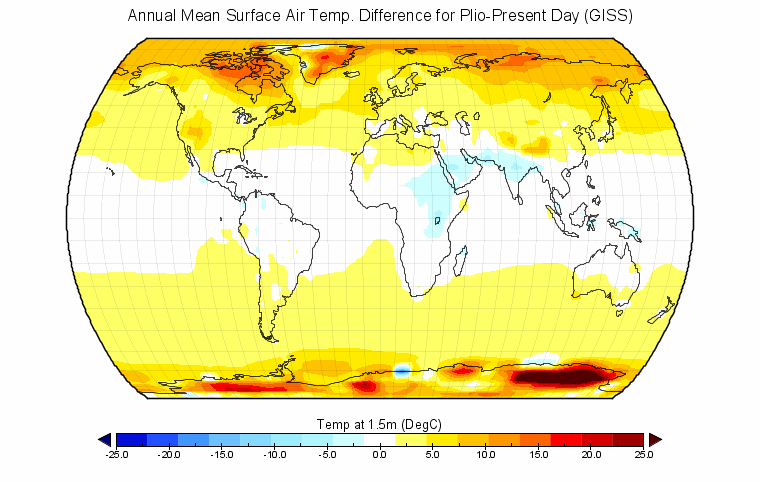 Annual Mean Surface Air Temp. Difference for Plio-Present Day (GISS)
Temp at 1.5m (DegC)
-25.0 -20.0 -15.0 -10.0 -5.0 0.0 5.0 10.0 15.0 20.0 25.0